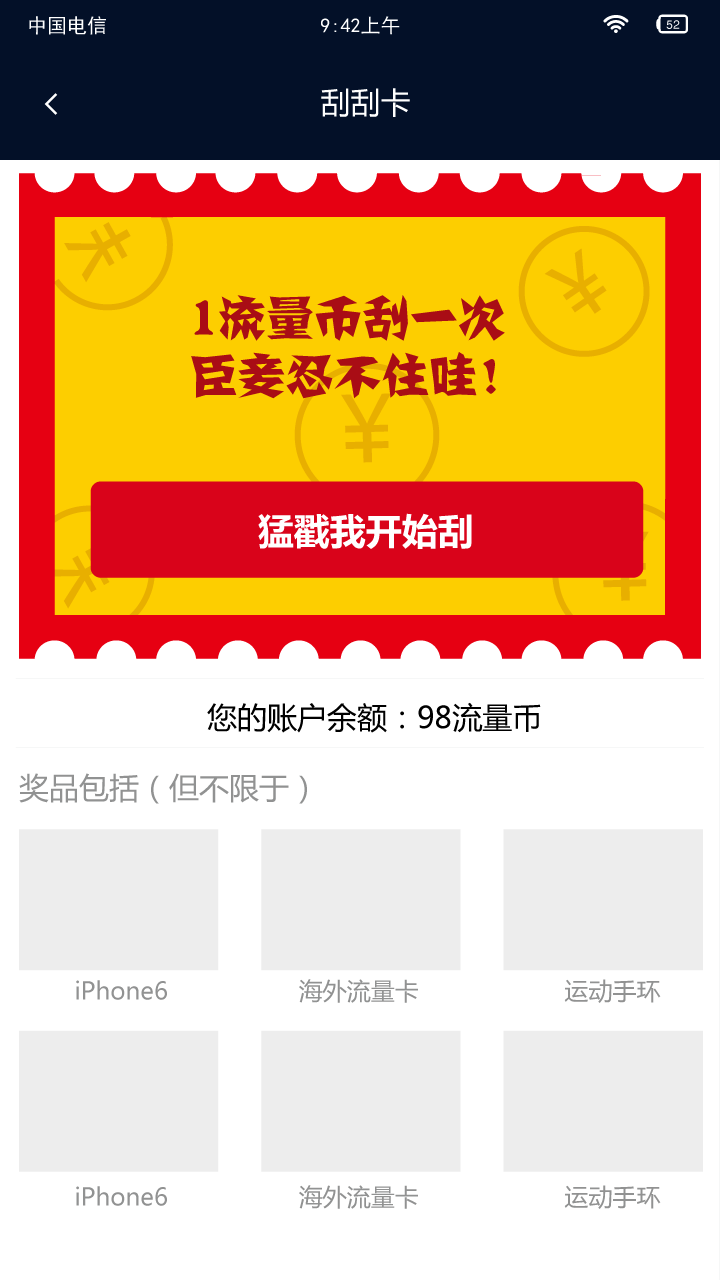 中国电信 9:42上午 52
刮刮卡
1流量币刮一次
臣妾忍不住哇！
猛戳我开始刮
您的账户余额：98流量币
奖品包括（但不限于）
iPhone6 海外流量卡 运动手环
iPhone6 海外流量卡 运动手环